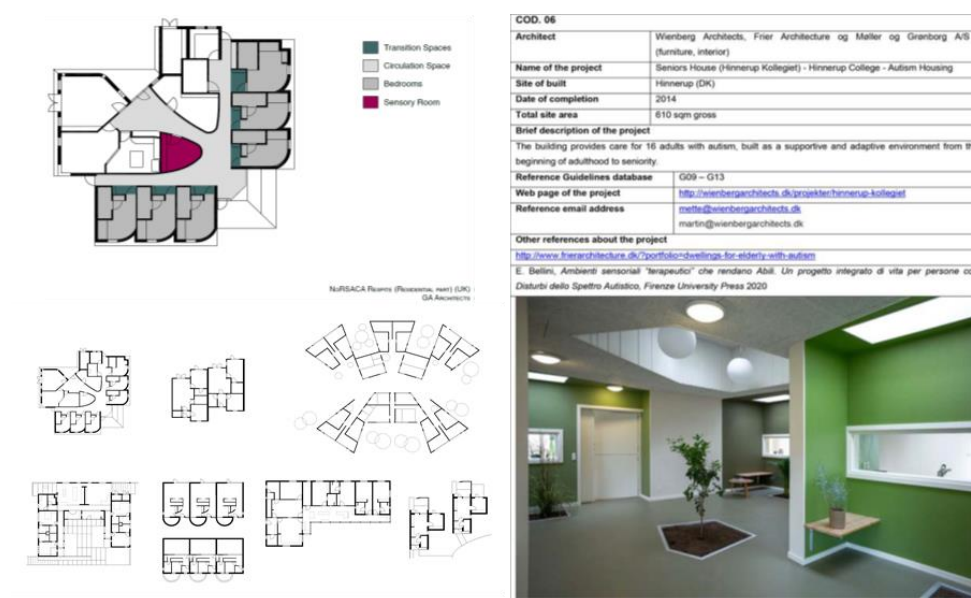 Transition Spaces
Circulation Space
Bedrooms
Sensory Room
NoRSACA Respite (Residential part) (UK)
GA Architects
COD. 06
Architect
Wienberg Architects, Frier Architecture og Møller og Grønborg A/S
(furniture, interior)
Name of the project
Seniors House (Hinnerup Kollegiet) - Hinnerup College - Autism Housing
Site of built
Hinnerup (DK)
Date of completion
2014
Total site area
610 sqm gross
Brief description of the project
The building provides care for 16 adults with autism, built as a supportive and adaptive environment from th
beginning of adulthood to seniority.
Reference Guidelines database
G09 – G13
Web page of the project
http://wienbergarchitects.dk/projekter/hinnerup-kollegiet
Reference email address
mette@wienbergarchitects.dk
martin@wienbergarchitects.dk
Other references about the project
http://www.frierarchitecture.dk/?portfolio=dwellings-for-elderly-with-autism
E. Bellini, Ambienti sensoriali "terapeutici" che rendano Abili. Un progetto integrato di vita per persone co
Disturbi dello Spettro Autistico, Firenze University Press 2020